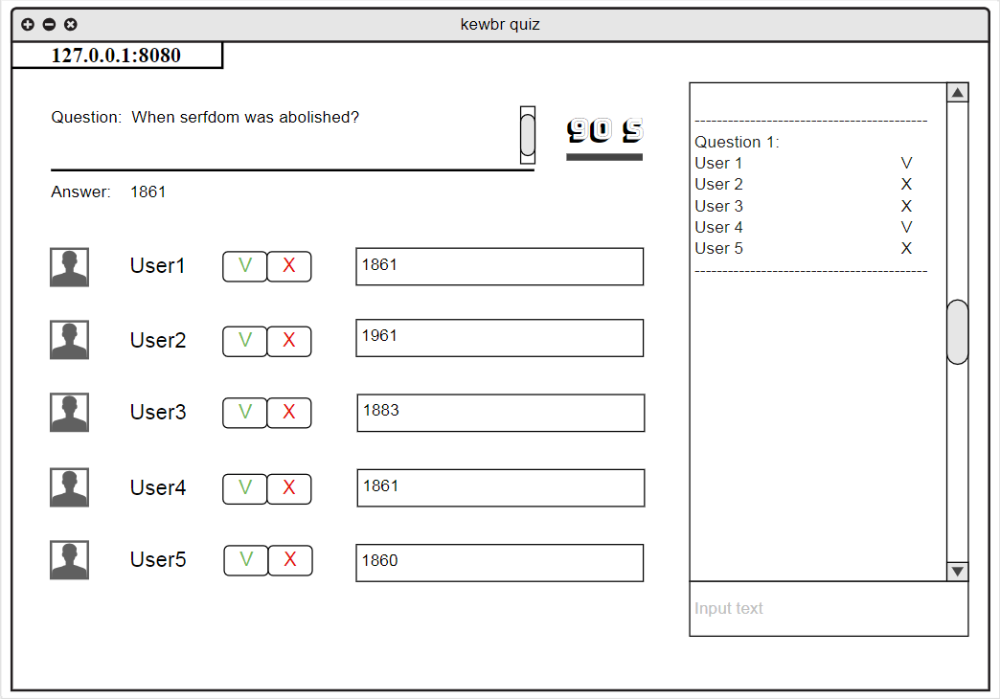 kewbr quiz
127.0.0.1:8080
Question: When serfdom was abolished?
90 S
Answer: 1861
User1 V X 1861
User2 V X 1961
User3 V X 1883
User4 V X 1861
User5 V X 1860
------------------------------------------
Question 1:
User 1 V
User 2 X
User 3 X
User 4 V
User 5 X
------------------------------------------
Input text